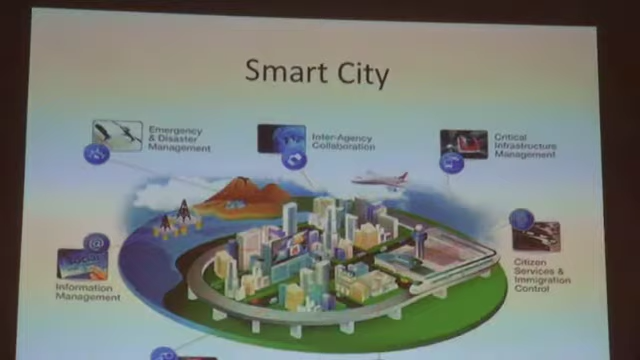 Smart City
Emergency
& Disaster
Management
Inter-Agency
Collaboration
Critical
Infrastructure
Management
@
Information
Management
Citizen
Services &
Immigration
Control